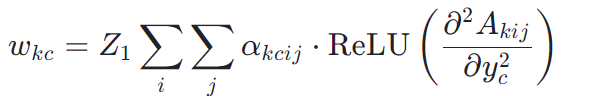 w_{kc} = Z_1 \sum_i \sum_j \alpha_{kcij} \cdot \text{ReLU} \left( \frac{\partial^2 A_{kij}}{\partial y_c^2} \right)